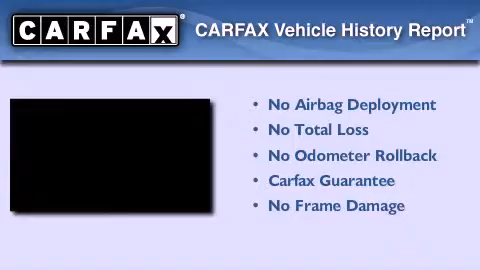 CARFAX® CARFAX Vehicle History Report™
• No Airbag Deployment
• No Total Loss
• No Odometer Rollback
• Carfax Guarantee
• No Frame Damage